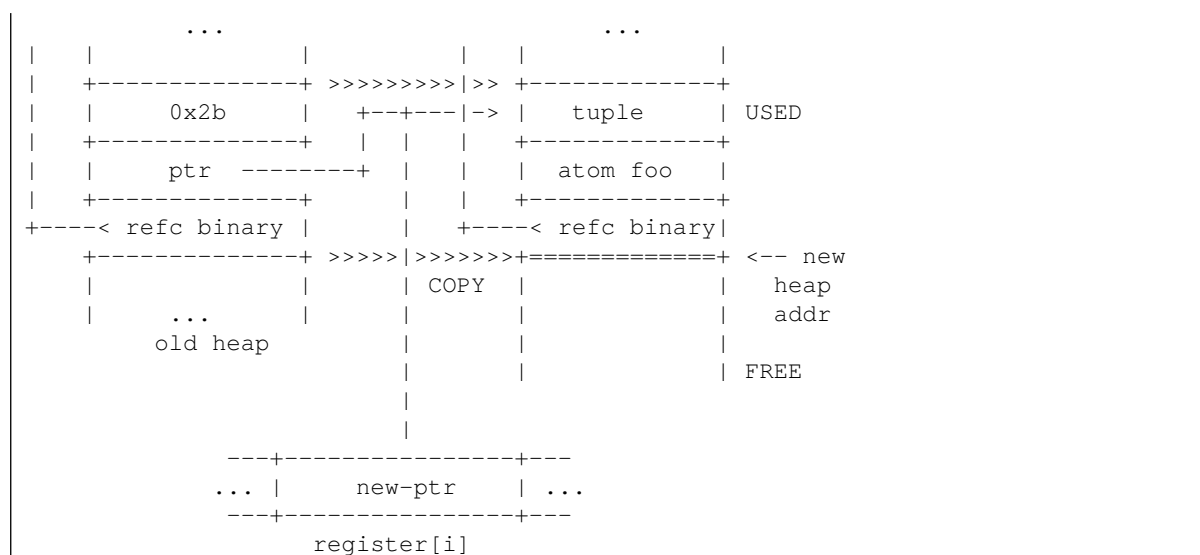 ...                                 ...
|    |                  |             |    |                 |
|    +--------------+ >>>>>>>>>|>> +-------------+
|    |      0x2b      |    +--+---|-> |    tuple     | USED
|    +--------------+    |  |    |    +-------------+
|    |      ptr  --------+  |    |    |  atom foo   |
|    +--------------+       |    |    +-------------+
+----< refc binary |       |    +----< refc binary|
     +--------------+ >>>>>|>>>>>>>+=============+ <-- new
     |                  |       | COPY   |                 |    heap
     |      ...       |       |        |                 |    addr
         old heap           |        |                 |
                                |        |                 | FREE
                                |
                                |
               ---+----------------+---
              ... |      new-ptr     | ...
               ---+----------------+---
                    register[i]